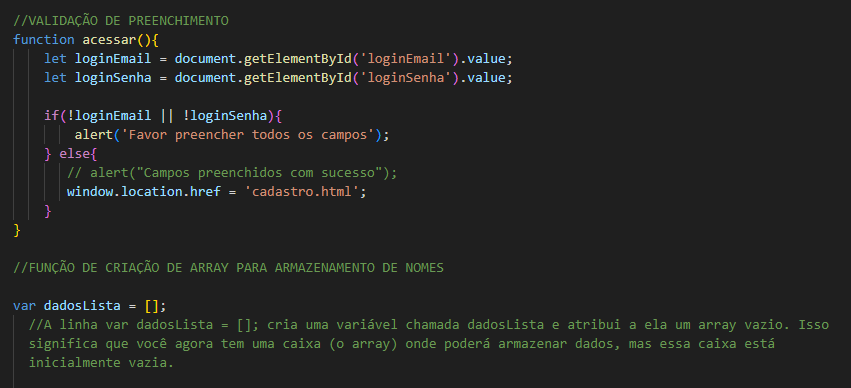 //VALIDAÇÃO DE PREENCHIMENTO
function acessar(){
    let loginEmail = document.getElementById('loginEmail').value;
    let loginSenha = document.getElementById('loginSenha').value;

    if(!loginEmail || !loginSenha){
        alert('Favor preencher todos os campos');
    } else{
       // alert("Campos preenchidos com sucesso");
       window.location.href = 'cadastro.html';
    }
}

//FUNÇÃO DE CRIAÇÃO DE ARRAY PARA ARMAZENAMENTO DE NOMES

var dadosLista = [];
  //A linha var dadosLista = []; cria uma variável chamada dadosLista e atribui a ela um array vazio. Isso
  significa que você agora tem uma caixa (o array) onde poderá armazenar dados, mas essa caixa está
  inicialmente vazia.